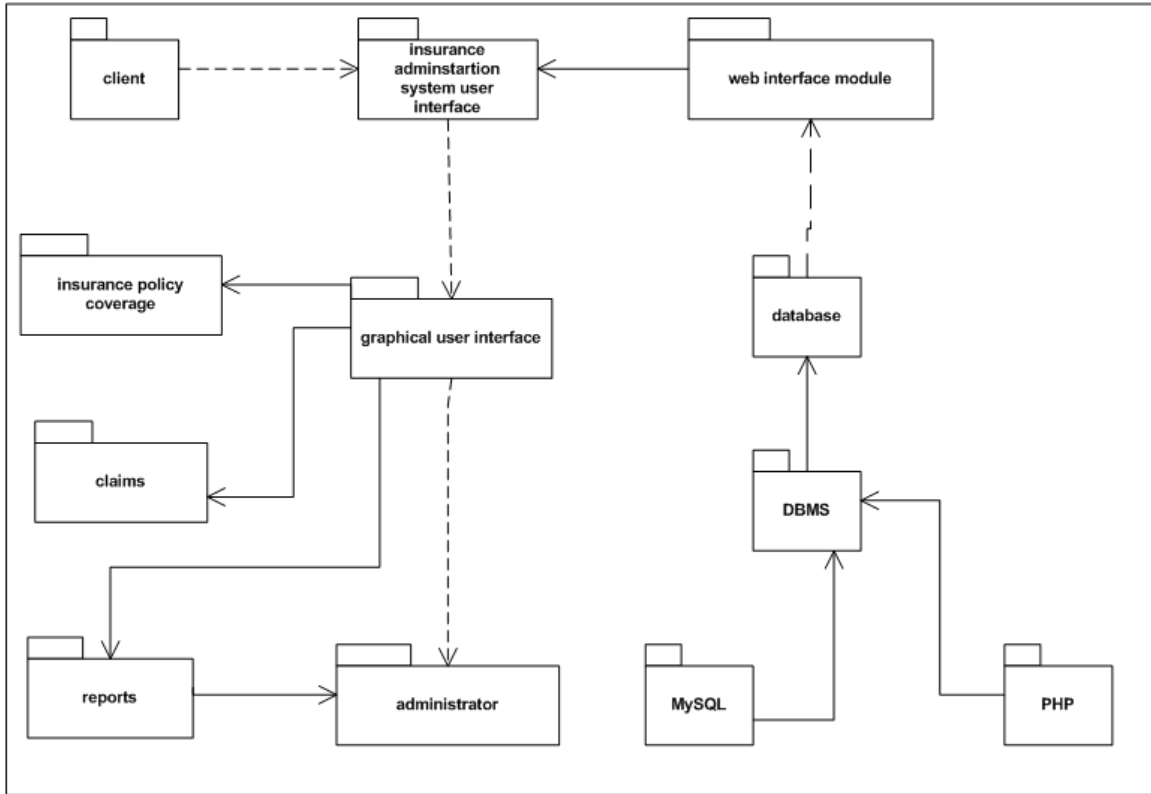 client
insurance
adminstartion
system user
interface
web interface module
insurance policy
coverage
graphical user interface
database
claims
DBMS
reports
administrator
MySQL
PHP